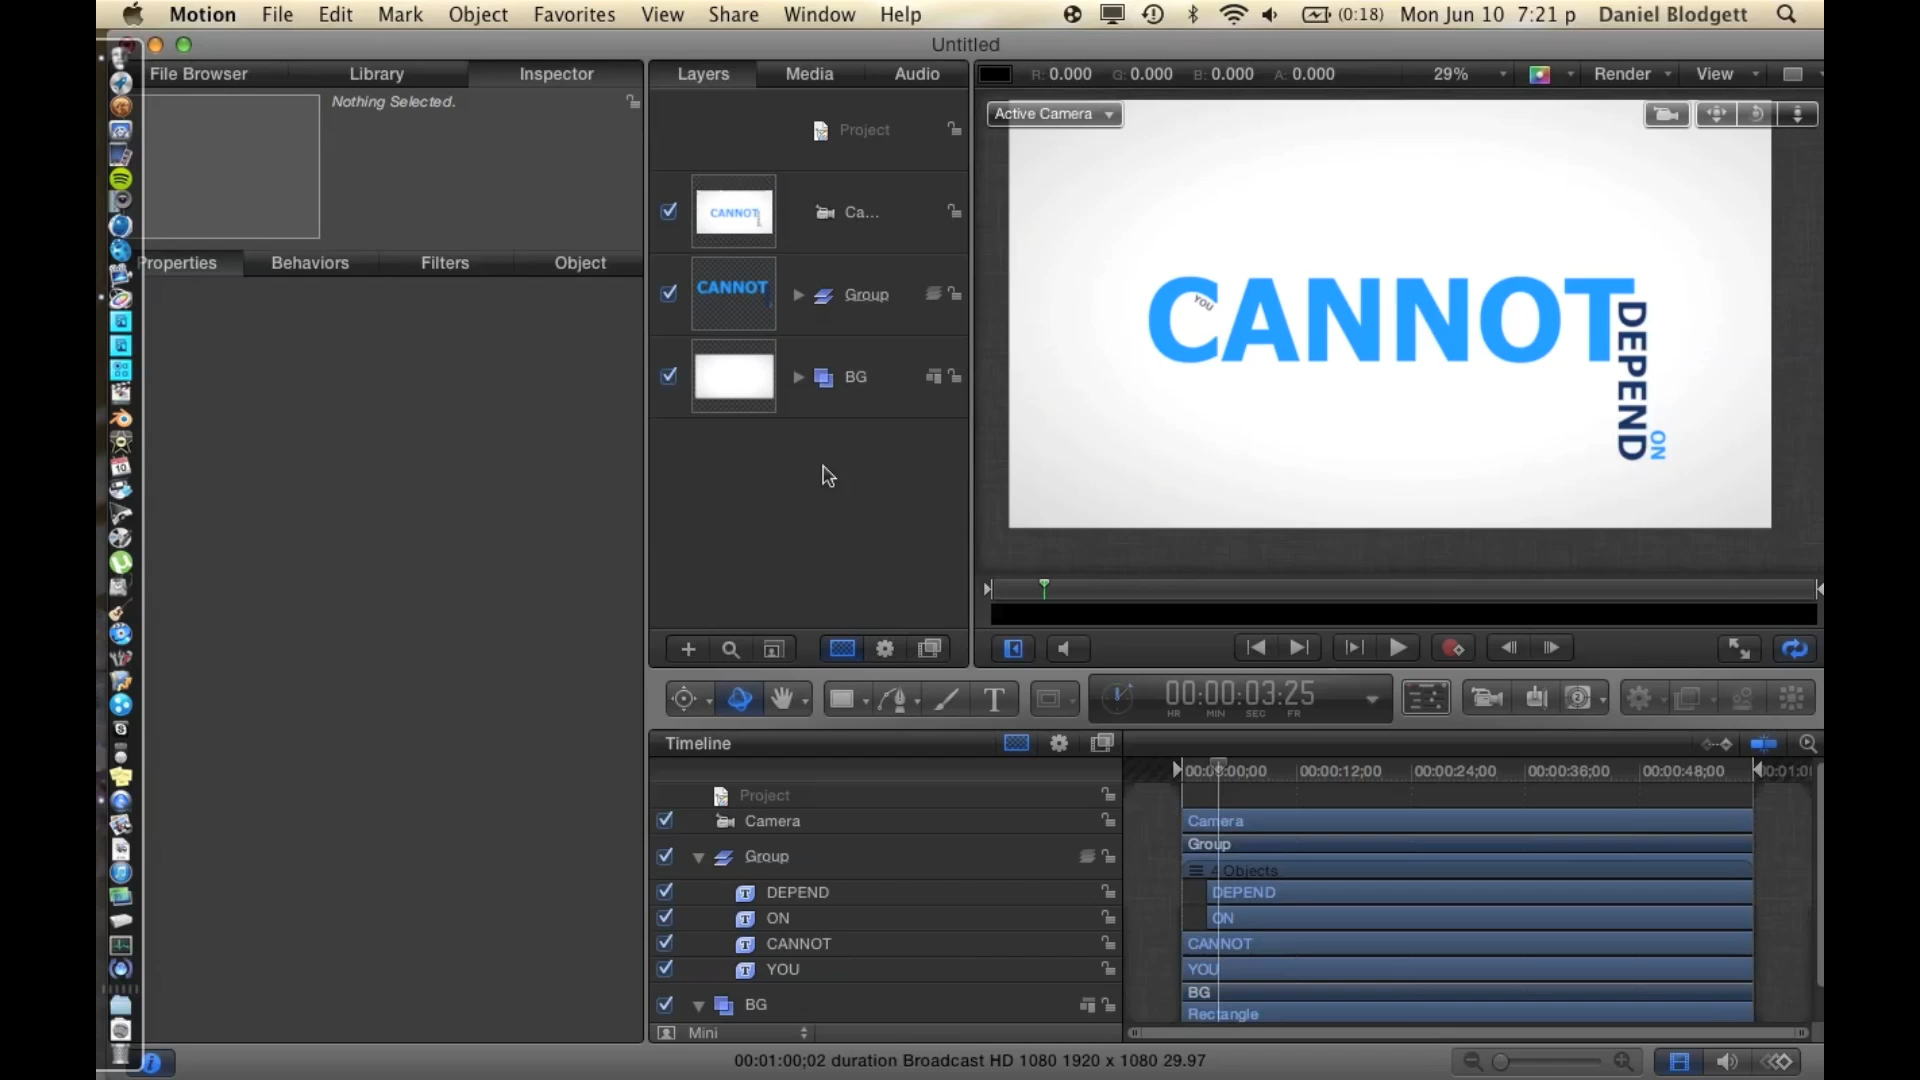 Motion File Edit Mark Object Favorites View Share Window Help (0:18) Mon Jun 10 7:21 p Daniel Blodgett
Untitled
File Browser Library Inspector
Nothing Selected.
Properties Behaviors Filters Object
Layers Media Audio
Project
CANNOT Ca...
CANNOT Group
BG
R: 0.000 G: 0.000 B: 0.000 A: 0.000 29% Render View
Active Camera
YOU
CANNOT
DEPEND
ON
00:00:03;25
HR MIN SEC FR
Timeline
00:00:00;00 00:00:12;00 00:00:24;00 00:00:36;00 00:00:48;00
Project
Camera Camera
Group Group
4 Objects
DEPEND DEPEND
ON ON
CANNOT CANNOT
YOU YOU
BG BG
Rectangle
Mini
00:01:00;02 duration Broadcast HD 1080 1920 x 1080 29.97